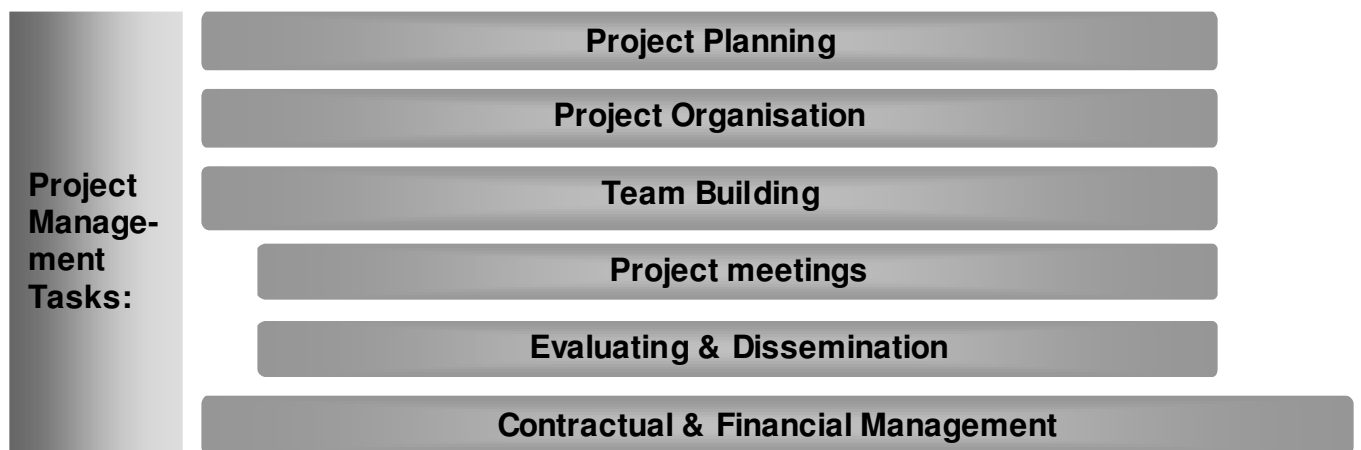 Project
Manage-
ment
Tasks:
Project Planning
Project Organisation
Team Building
Project meetings
Evaluating & Dissemination
Contractual & Financial Management